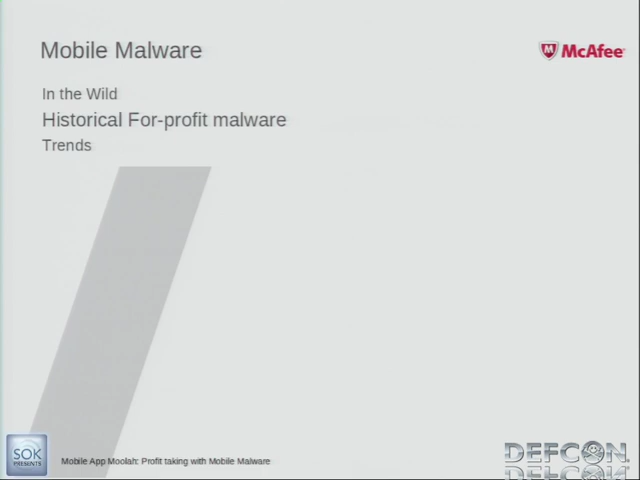 Mobile Malware
McAfee
In the Wild
Historical For-profit malware
Trends
SOK
PRESENTS
Mobile App Moolah: Profit taking with Mobile Malware
DEFCON